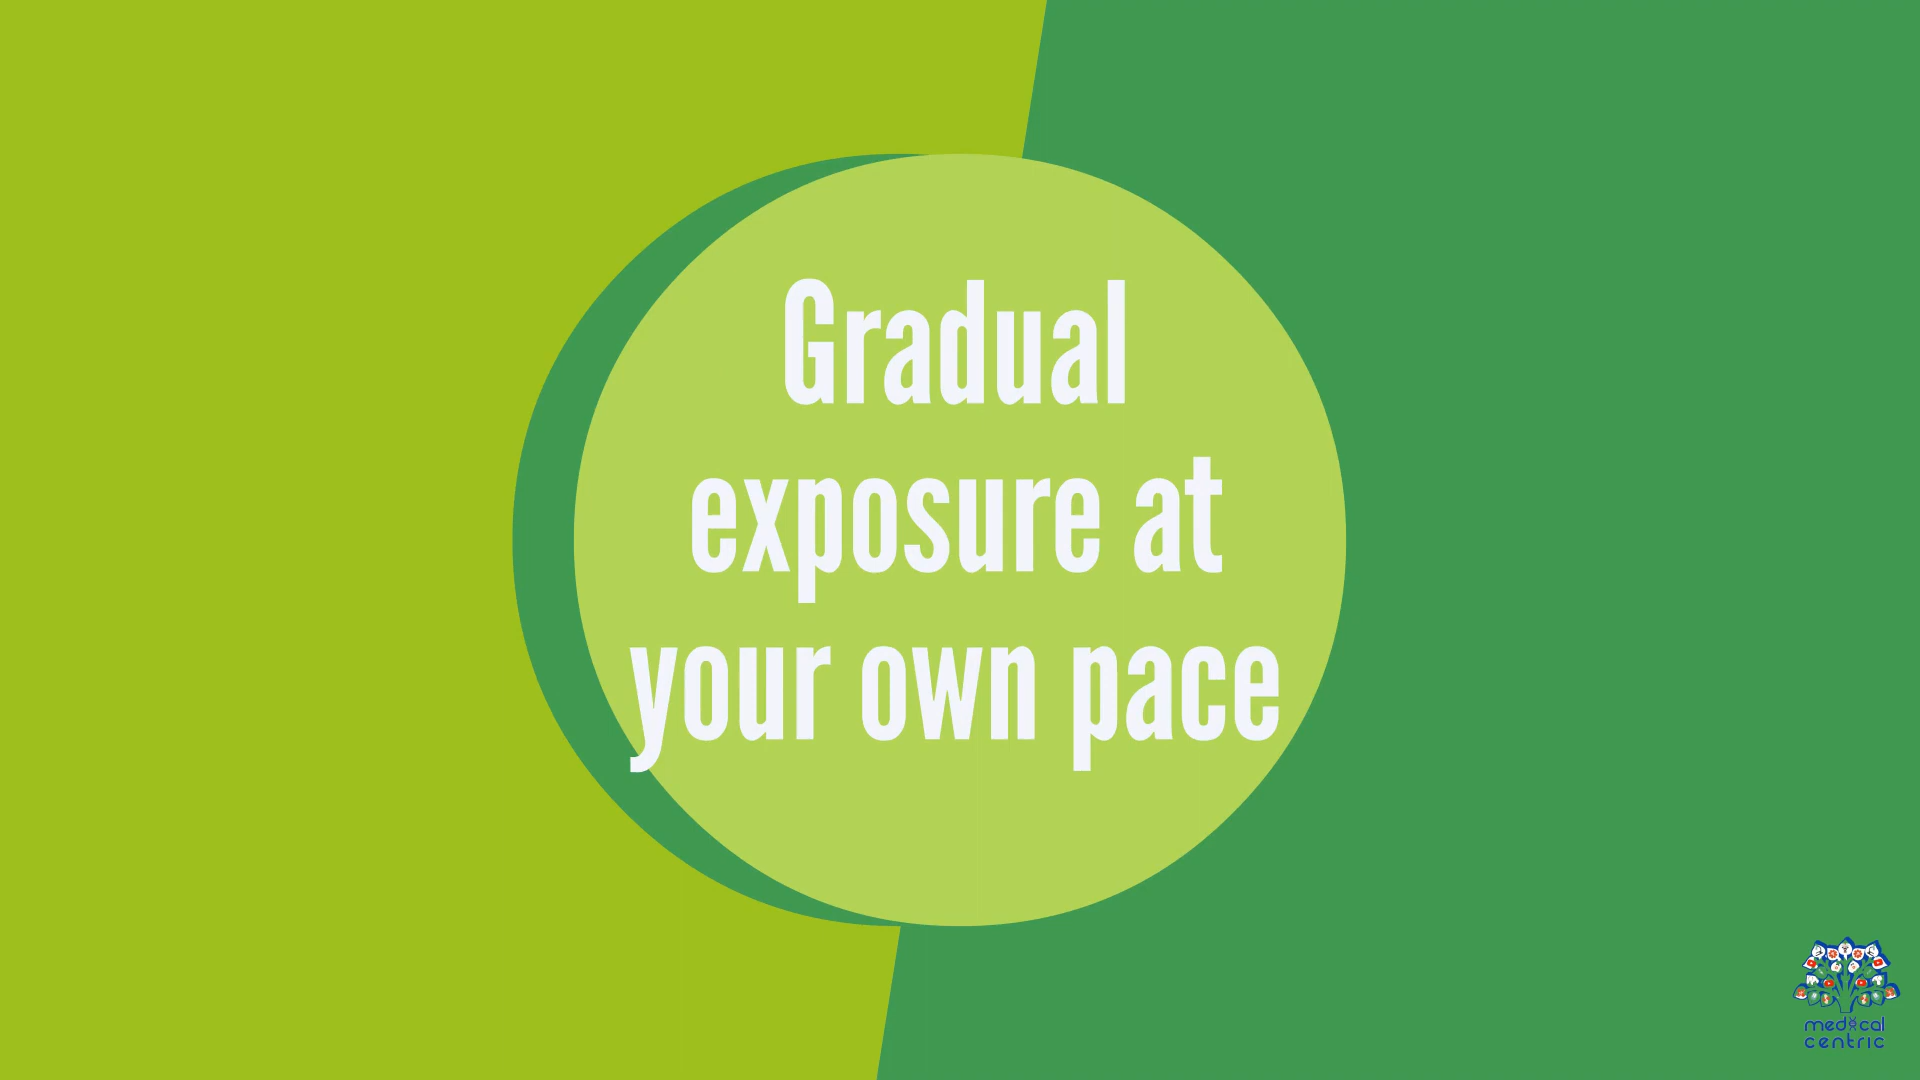 Gradual
exposure at
your own pace
medical
centric